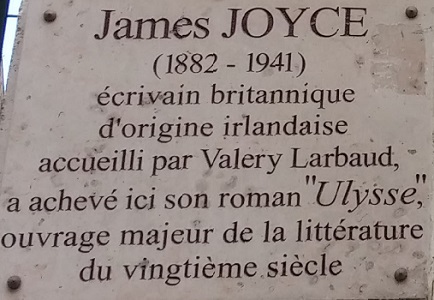 James JOYCE
(1882 - 1941)
écrivain britannique
d'origine irlandaise
accueilli par Valery Larbaud,
a achevé ici son roman "Ulysse",
ouvrage majeur de la littérature
du vingtième siècle